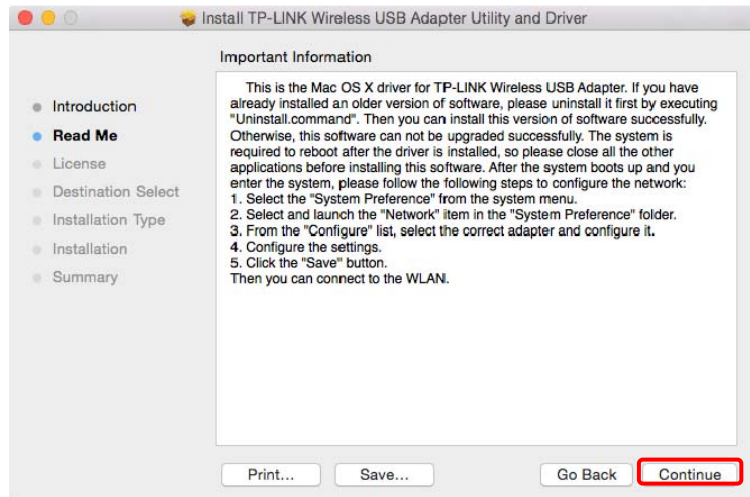 Install TP-LINK Wireless USB Adapter Utility and Driver
Important Information
Introduction
Read Me
License
Destination Select
Installation Type
Installation
Summary
This is the Mac OS X driver for TP-LINK Wireless USB Adapter. If you have
already installed an older version of software, please uninstall it first by executing
"Uninstall.command". Then you can install this version of software successfully.
Otherwise, this software can not be upgraded successfully. The system is
required to reboot after the driver is installed, so please close all the other
applications before installing this software. After the system boots up and you
enter the system, please follow the following steps to configure the network:
1. Select the "System Preference" from the system menu.
2. Select and launch the "Network" item in the "System Preference" folder.
3. From the "Configure" list, select the correct adapter and configure it.
4. Configure the settings.
5. Click the "Save" button.
Then you can connect to the WLAN.
Print... Save... Go Back Continue